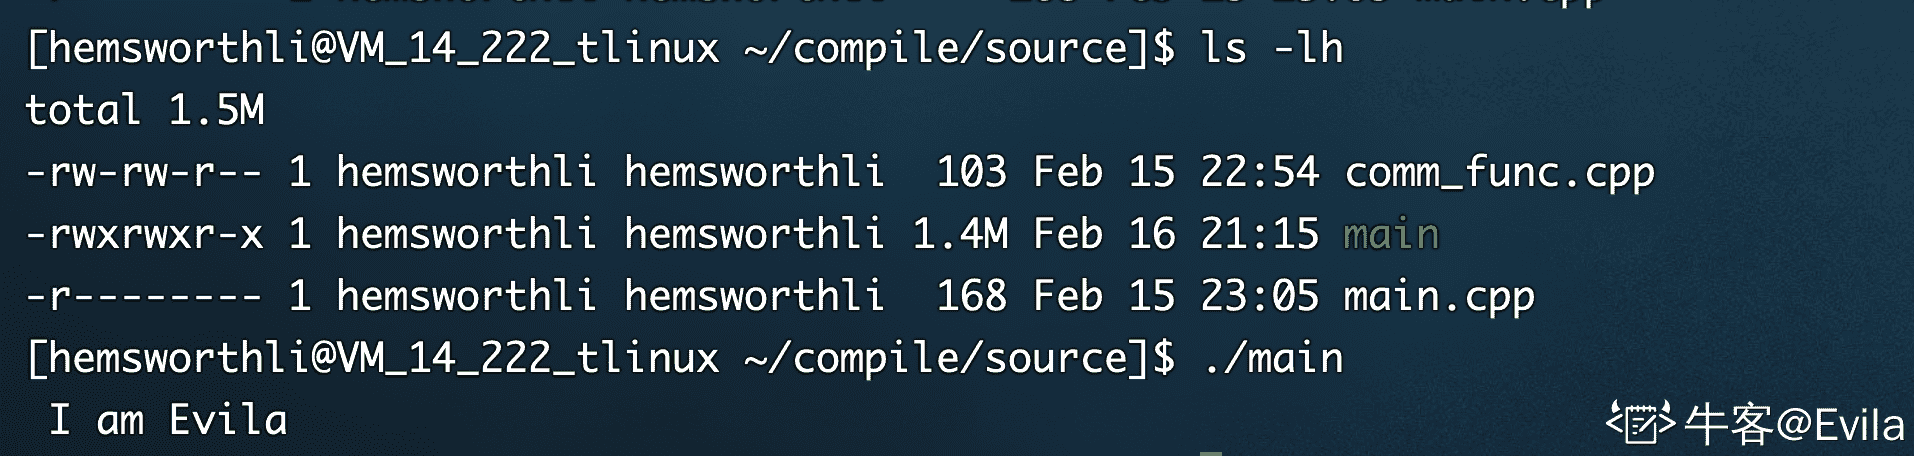 main.cpp
[hemsworthli@VM_14_222_tlinux ~/compile/source]$ ls -lh
total 1.5M
-rw-rw-r-- 1 hemsworthli hemsworthli  103 Feb 15 22:54 comm_func.cpp
-rwxrwxr-x 1 hemsworthli hemsworthli 1.4M Feb 16 21:15 main
-r-------- 1 hemsworthli hemsworthli  168 Feb 15 23:05 main.cpp
[hemsworthli@VM_14_222_tlinux ~/compile/source]$ ./main
 I am Evila
牛客@Evila